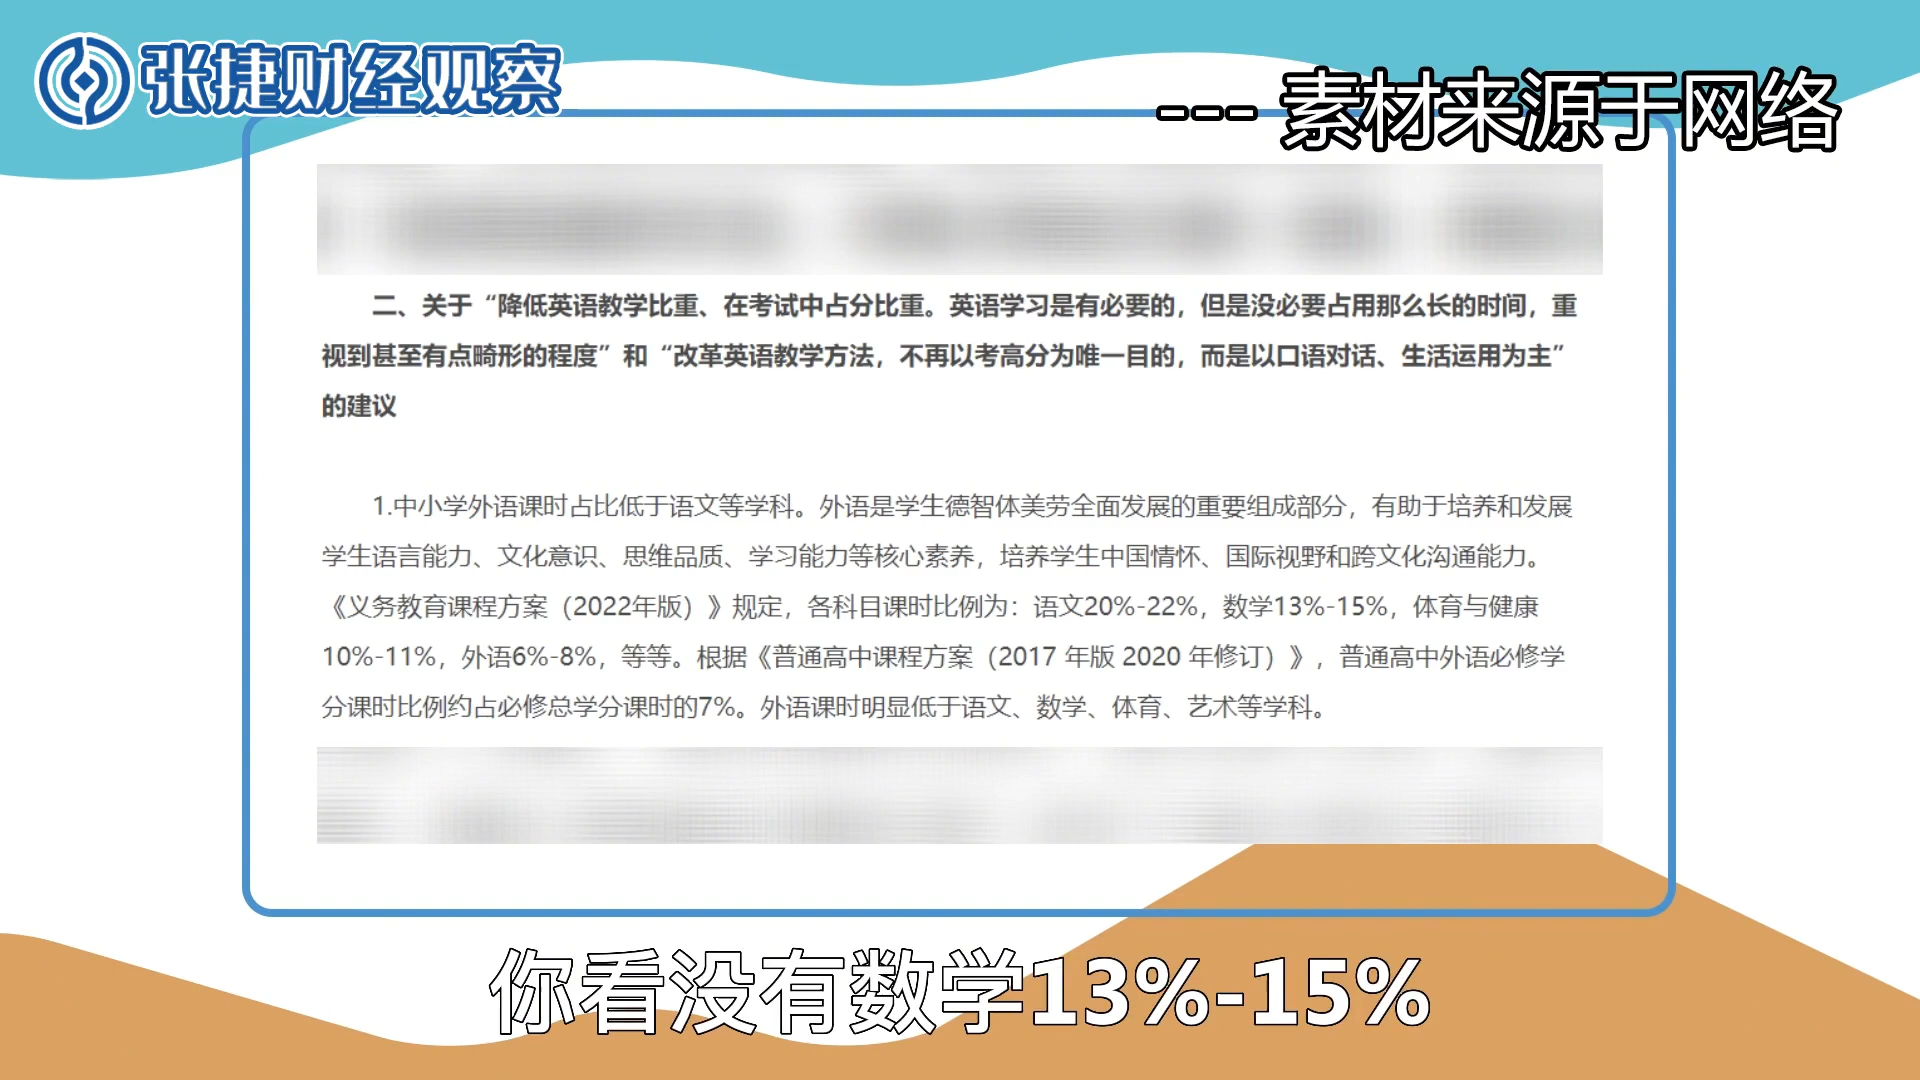 张捷财经观察
--- 素材来源于网络
二、关于“降低英语教学比重、在考试中占分比重。英语学习是有必要的，但是没必要占用那么长的时间，重
视到甚至有点畸形的程度”和“改革英语教学方法，不再以考高分为唯一目的，而是以口语对话、生活运用为主”
的建议
1.中小学外语课时占比低于语文等学科。外语是学生德智体美劳全面发展的重要组成部分，有助于培养和发展
学生语言能力、文化意识、思维品质、学习能力等核心素养，培养学生中国情怀、国际视野和跨文化沟通能力。
《义务教育课程方案（2022年版）》规定，各科目课时比例为：语文20%-22%，数学13%-15%，体育与健康
10%-11%，外语6%-8%，等等。根据《普通高中课程方案（2017 年版 2020 年修订）》，普通高中外语必修学
分课时比例约占必修总学分课时的7%。外语课时明显低于语文、数学、体育、艺术等学科。
你看没有数学13%-15%